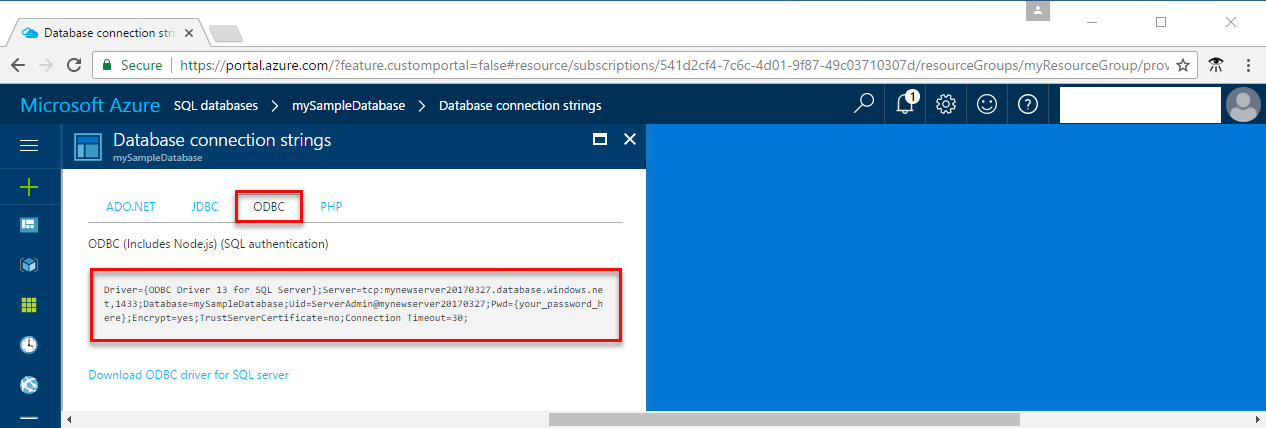 Database connection stri
Secure
https://portal.azure.com/?feature.customportal=false#resource/subscriptions/541d2cf4-7c6c-4d01-9f87-49c03710307d/resourceGroups/myResourceGroup/prov
Microsoft Azure SQL databases > mySampleDatabase > Database connection strings 1
Database connection strings
mySampleDatabase
ADO.NET JDBC ODBC PHP
ODBC (Includes Node.js) (SQL authentication)
Driver={ODBC Driver 13 for SQL Server};Server=tcp:mynewserver20170327.database.windows.ne
t,1433;Database=mySampleDatabase;Uid=ServerAdmin@mynewserver20170327;Pwd={your_password_h
ere};Encrypt=yes;TrustServerCertificate=no;Connection Timeout=30;
Download ODBC driver for SQL server